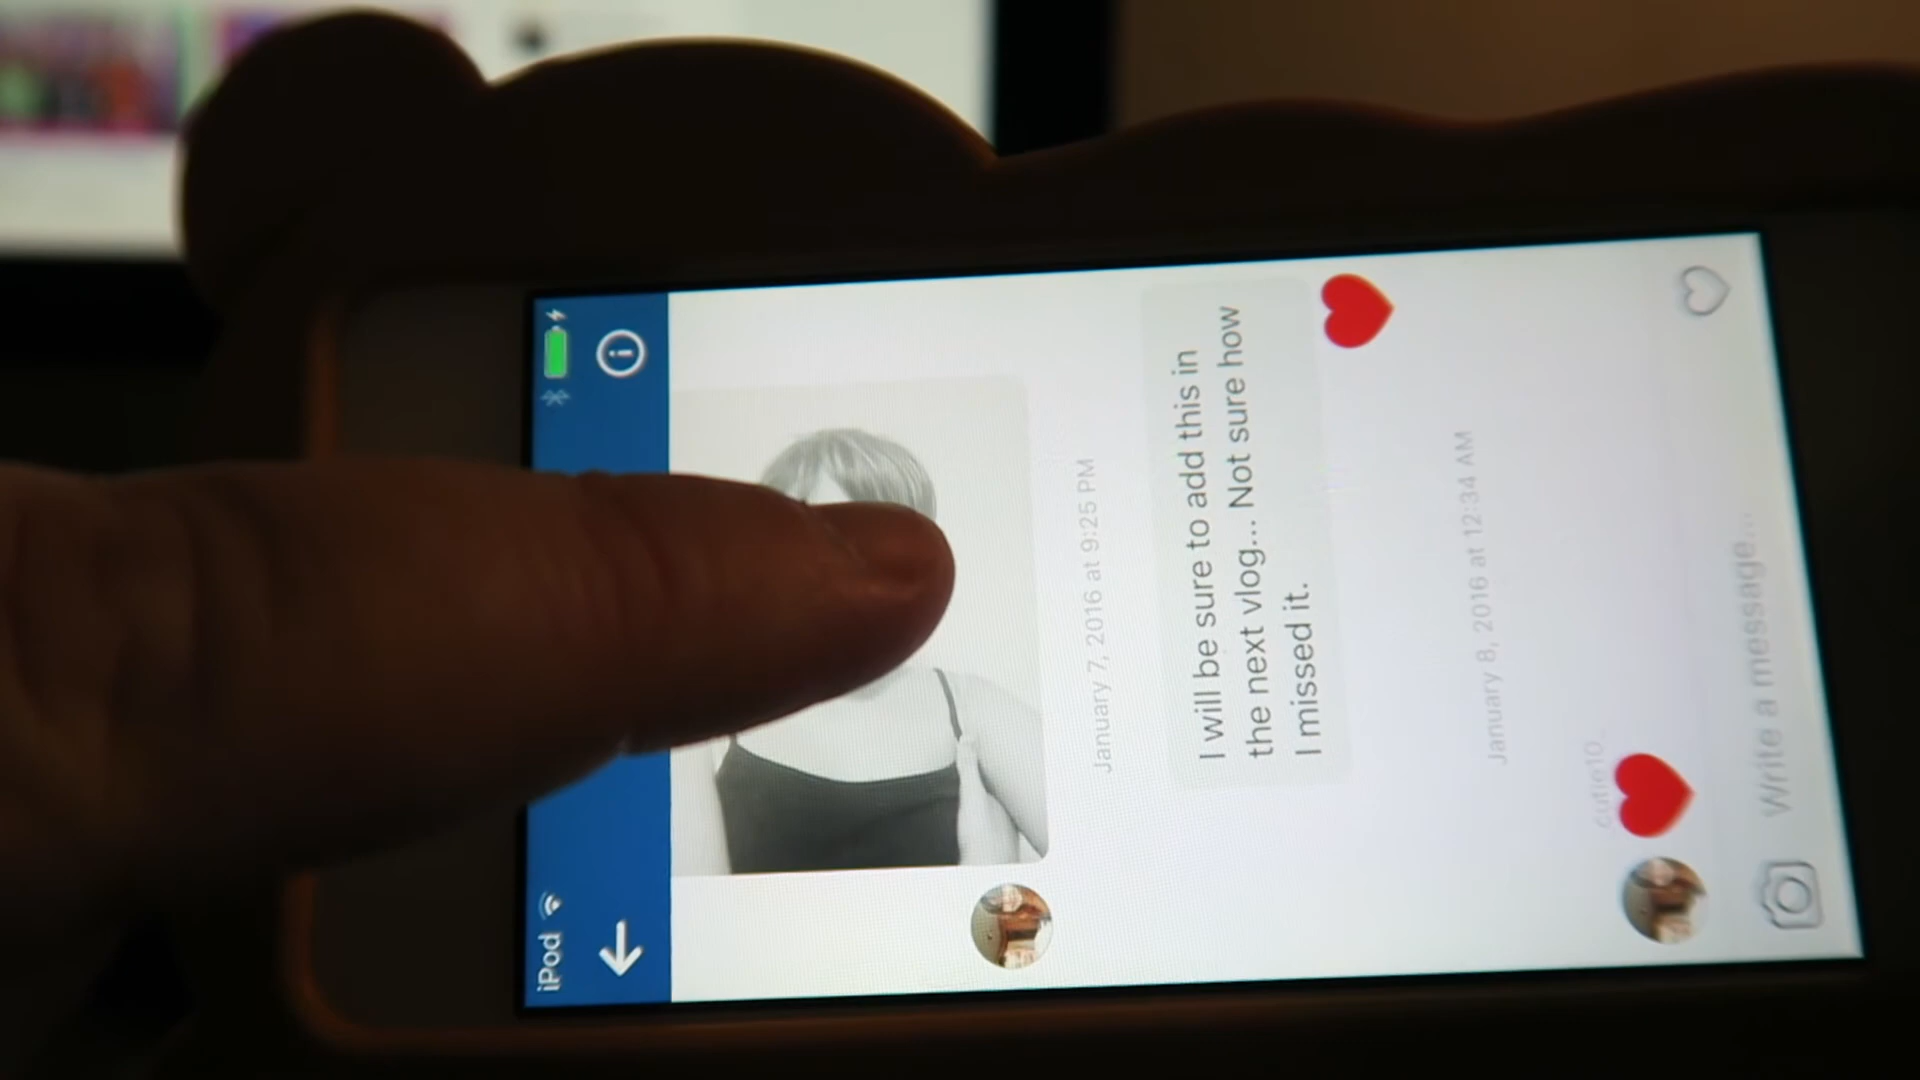 iPod
January 7, 2016 at 9:25 PM
I will be sure to add this in
the next vlog... Not sure how
I missed it.
January 8, 2016 at 12:34 AM
cutie10_
Write a message...